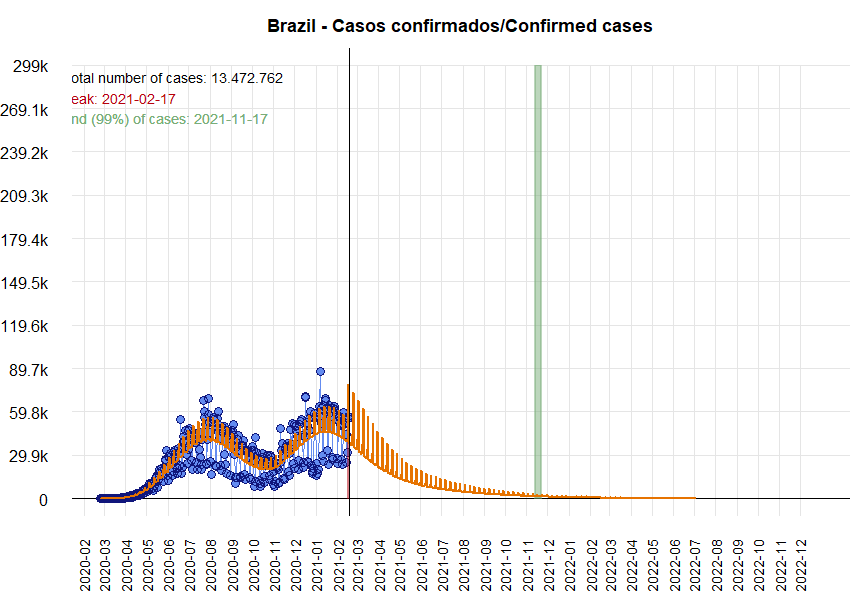 Brazil - Casos confirmados/Confirmed cases
otal number of cases: 13.472.762
eak: 2021-02-17
nd (99%) of cases: 2021-11-17
299k
269.1k
239.2k
209.3k
179.4k
149.5k
119.6k
89.7k
59.8k
29.9k
0
2020-02
2020-03
2020-04
2020-05
2020-06
2020-07
2020-08
2020-09
2020-10
2020-11
2020-12
2021-01
2021-02
2021-03
2021-04
2021-05
2021-06
2021-07
2021-08
2021-09
2021-10
2021-11
2021-12
2022-01
2022-02
2022-03
2022-04
2022-05
2022-06
2022-07
2022-08
2022-09
2022-10
2022-11
2022-12